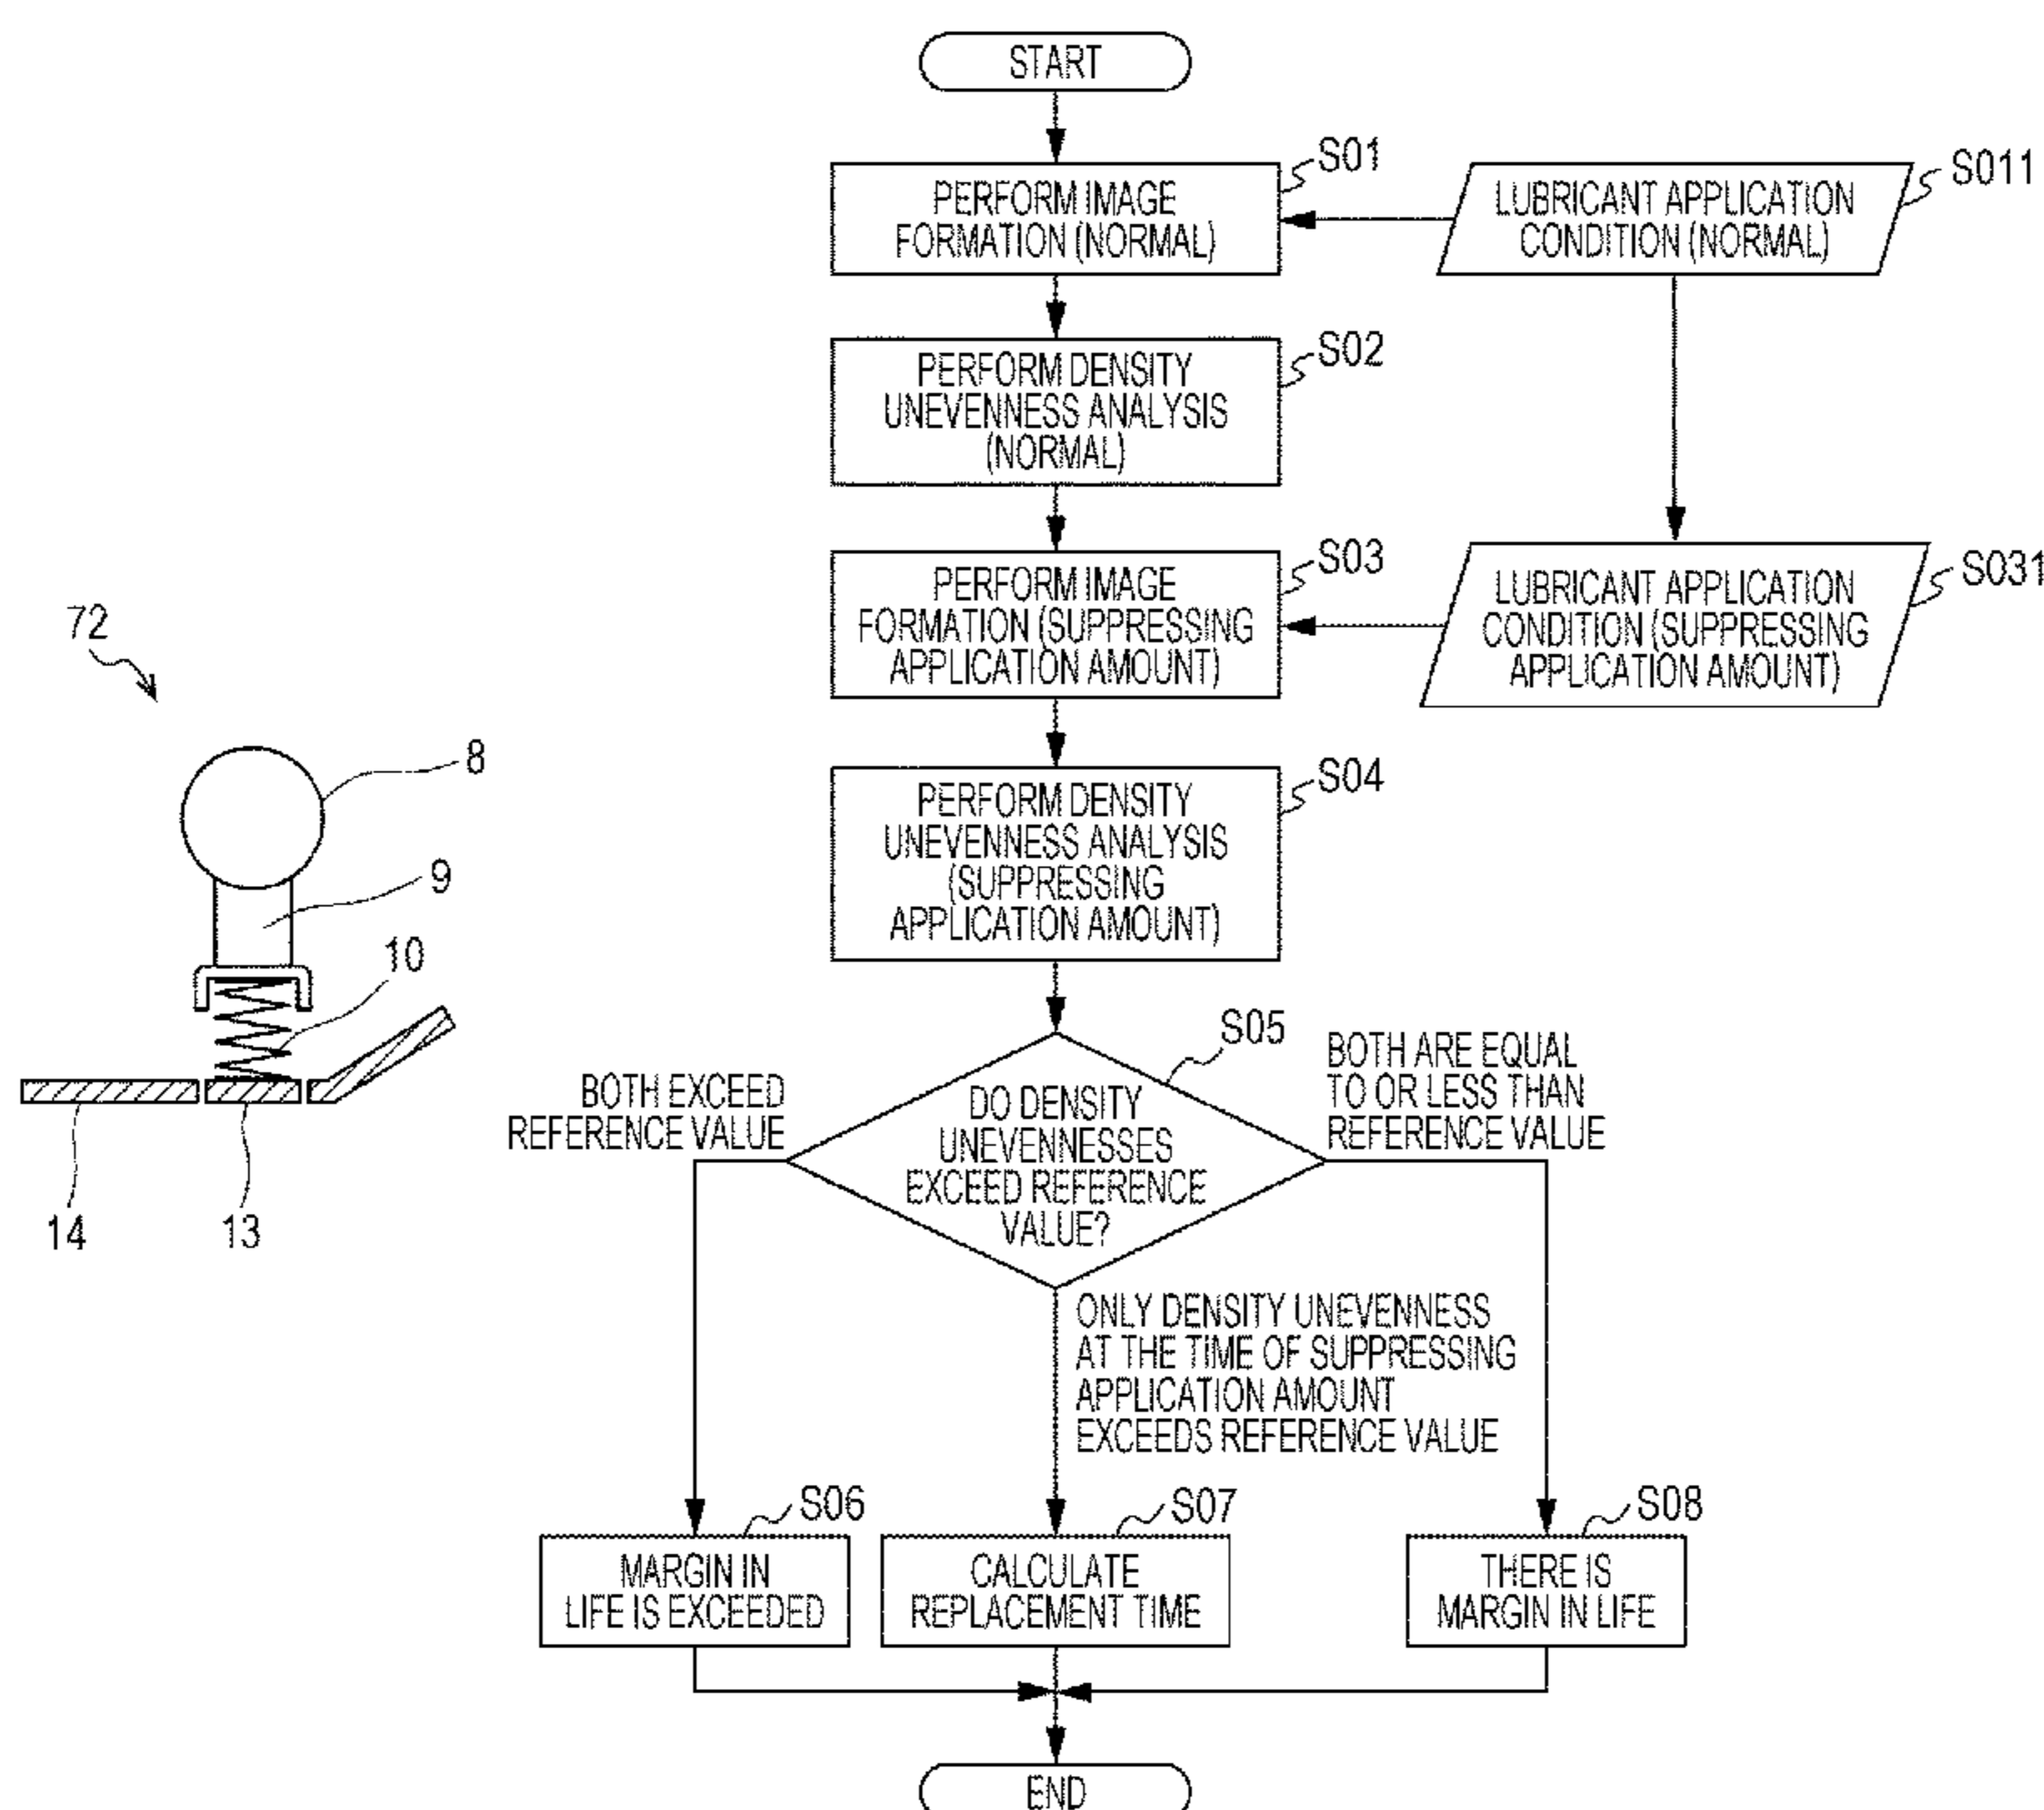 START
S01
PERFORM IMAGE
FORMATION (NORMAL)
S011
LUBRICANT APPLICATION
CONDITION (NORMAL)
S02
PERFORM DENSITY
UNEVENNESS ANALYSIS
(NORMAL)
S03
PERFORM IMAGE
FORMATION (SUPPRESSING
APPLICATION AMOUNT)
S031
LUBRICANT APPLICATION
CONDITION (SUPPRESSING
APPLICATION AMOUNT)
72
8
9
10
14
13
S04
PERFORM DENSITY
UNEVENNESS ANALYSIS
(SUPPRESSING
APPLICATION AMOUNT)
S05
DO DENSITY
UNEVENNESSES
EXCEED REFERENCE
VALUE?
BOTH EXCEED
REFERENCE VALUE
BOTH ARE EQUAL
TO OR LESS THAN
REFERENCE VALUE
ONLY DENSITY UNEVENNESS
AT THE TIME OF SUPPRESSING
APPLICATION AMOUNT
EXCEEDS REFERENCE VALUE
S06
MARGIN IN
LIFE IS EXCEEDED
S07
CALCULATE
REPLACEMENT TIME
S08
THERE IS
MARGIN IN LIFE
END